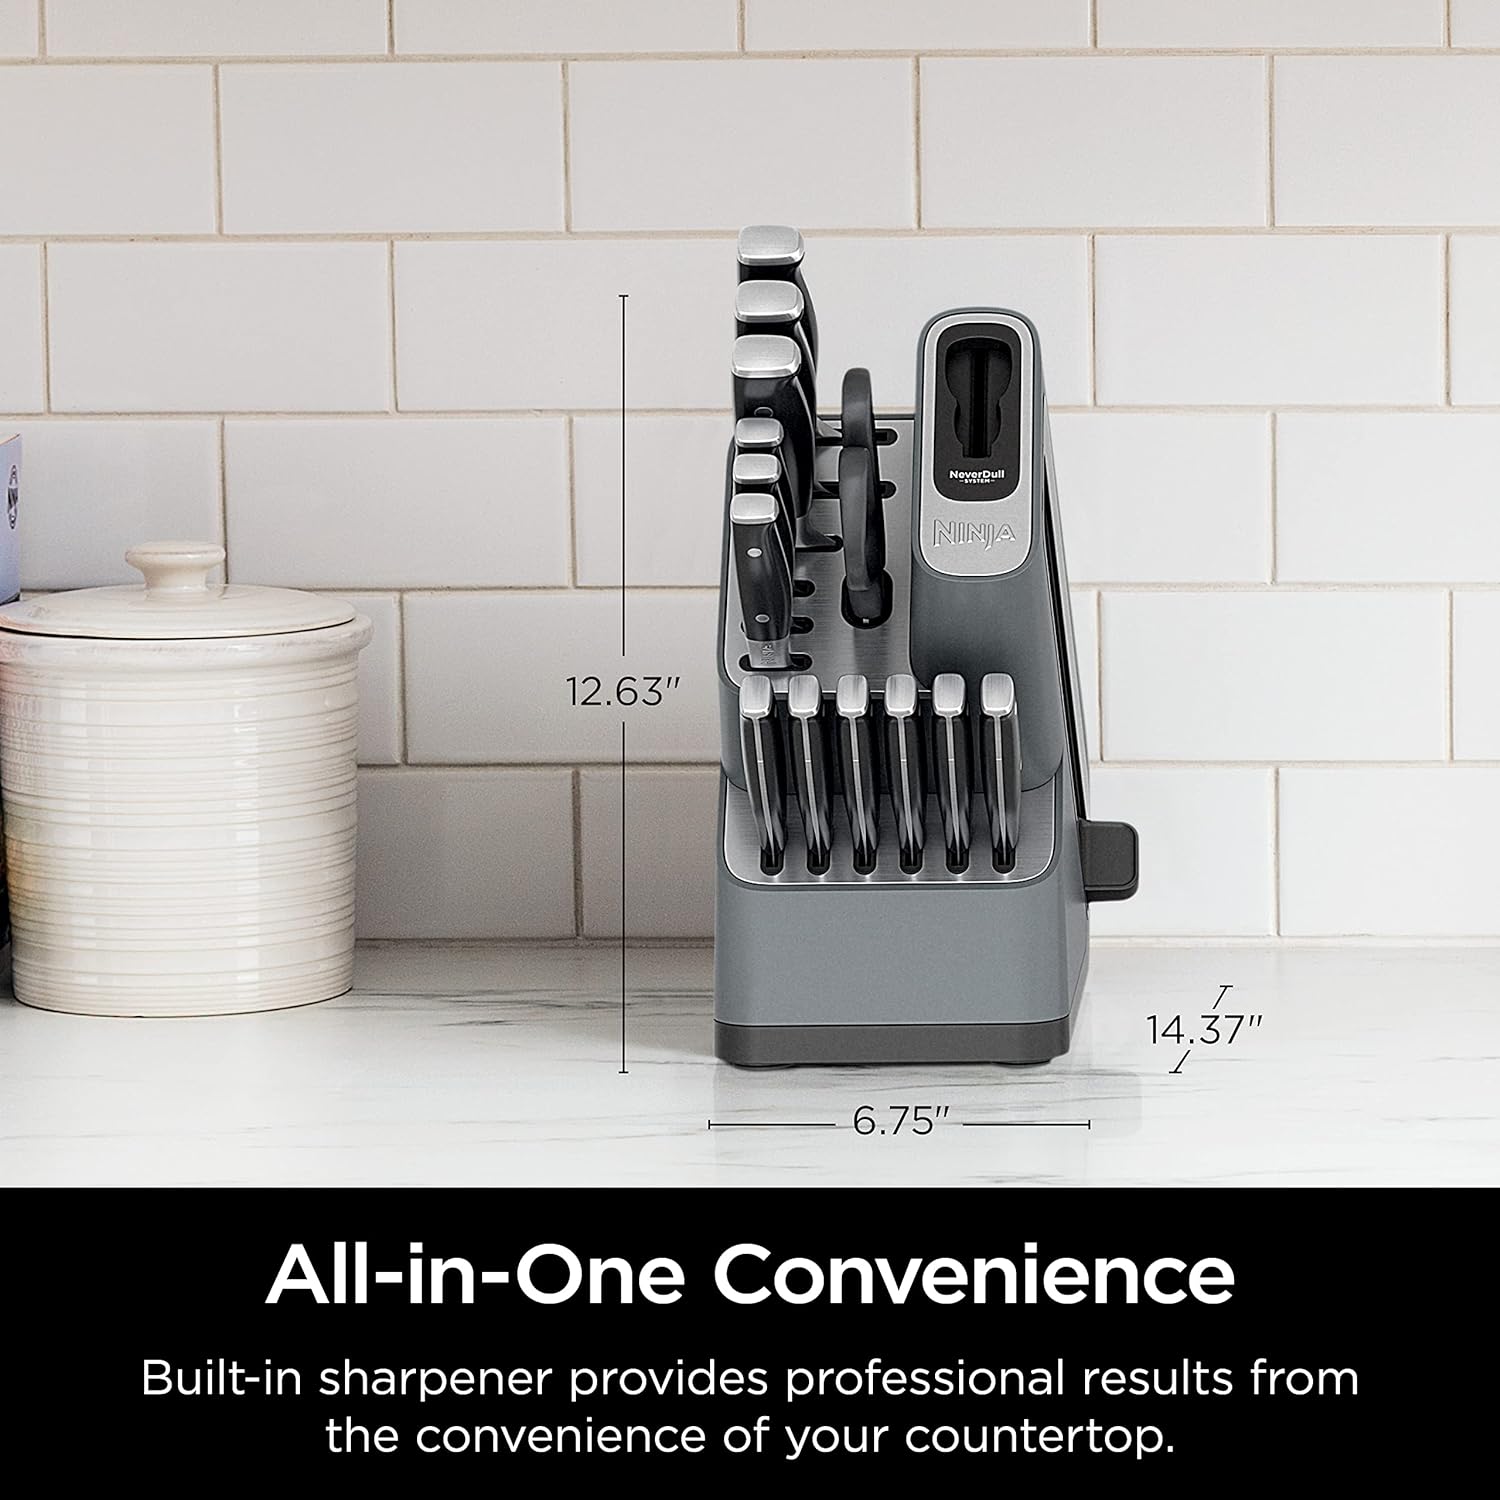 NeverDull
SYSTEM
NINJA
12.63"
14.37"
6.75"
All-in-One Convenience
Built-in sharpener provides professional results from
the convenience of your countertop.